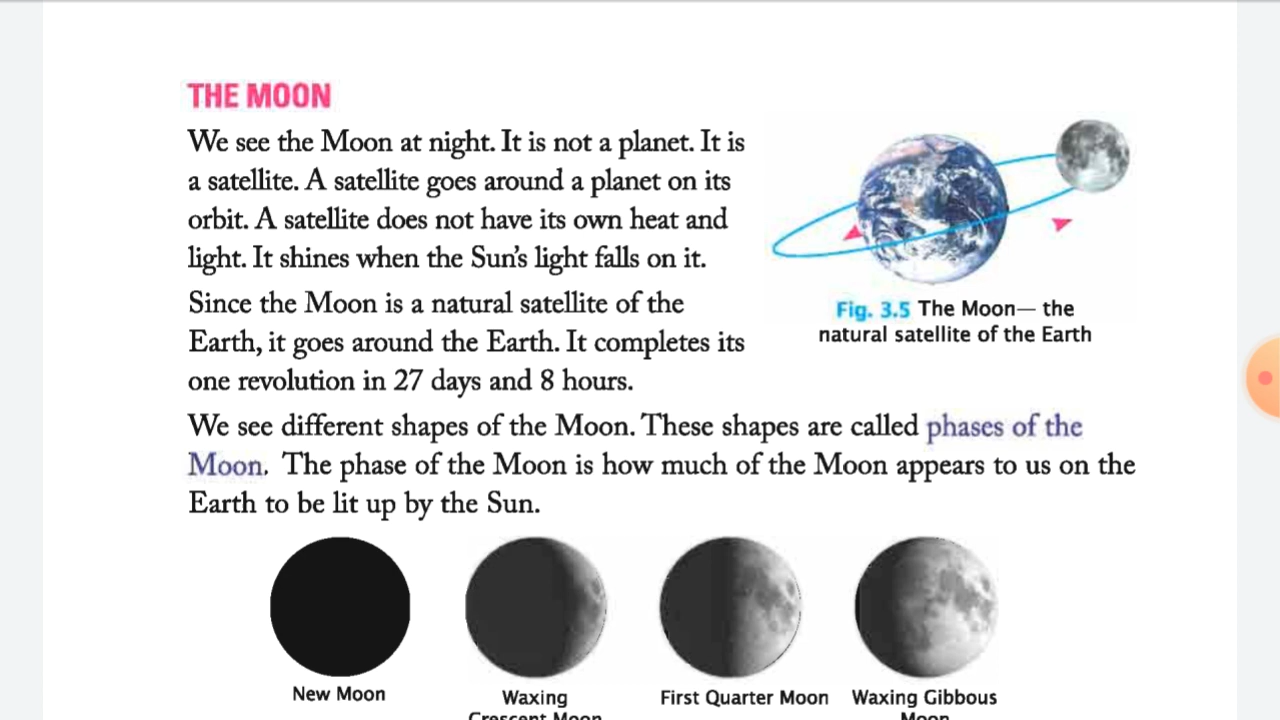 THE MOON
We see the Moon at night. It is not a planet. It is
a satellite. A satellite goes around a planet on its
orbit. A satellite does not have its own heat and
light. It shines when the Sun's light falls on it.
Fig. 3.5 The Moon— the
natural satellite of the Earth
Since the Moon is a natural satellite of the
Earth, it goes around the Earth. It completes its
one revolution in 27 days and 8 hours.
We see different shapes of the Moon. These shapes are called phases of the
Moon. The phase of the Moon is how much of the Moon appears to us on the
Earth to be lit up by the Sun.
New Moon
Waxing
Crescent Moon
First Quarter Moon
Waxing Gibbous
Moon